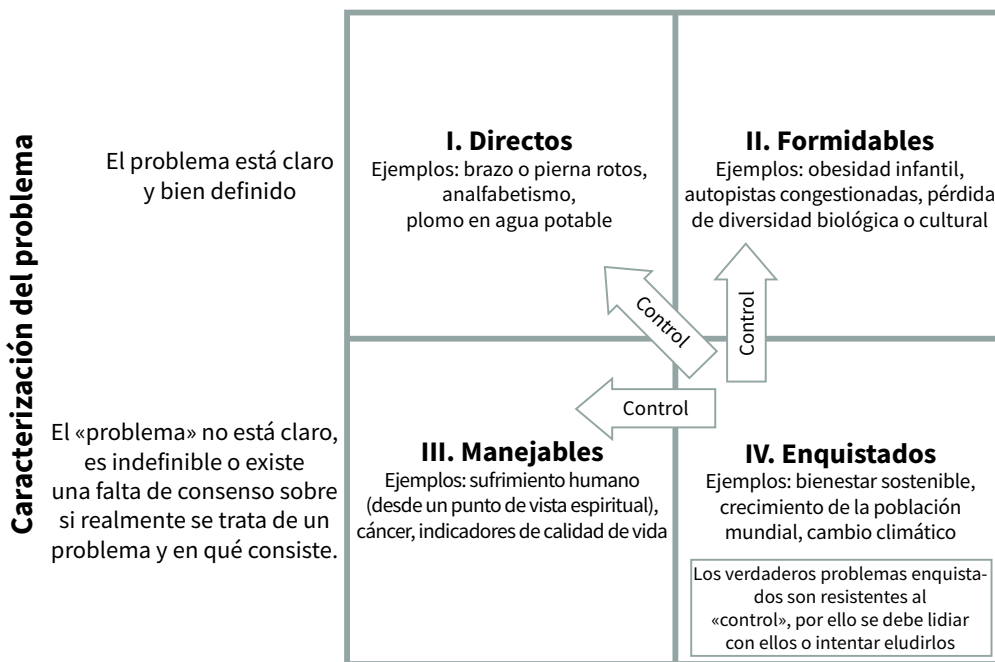 Caracterización del problema
El problema está claro
y bien definido
I. Directos
Ejemplos: brazo o pierna rotos,
analfabetismo,
plomo en agua potable
II. Formidables
Ejemplos: obesidad infantil,
autopistas congestionadas, pérdida
de diversidad biológica o cultural
Control
Control
Control
El «problema» no está claro,
es indefinible o existe
una falta de consenso sobre
si realmente se trata de un
problema y en qué consiste.
III. Manejables
Ejemplos: sufrimiento humano
(desde un punto de vista espiritual),
cáncer, indicadores de calidad de vida
IV. Enquistados
Ejemplos: bienestar sostenible,
crecimiento de la población
mundial, cambio climático
Los verdaderos problemas enquista-
dos son resistentes al
«control», por ello se debe lidiar
con ellos o intentar eludirlos